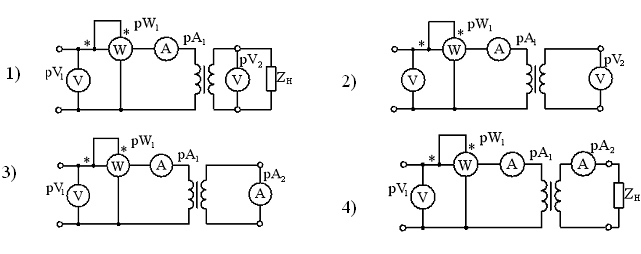 1) pV₁ V * * W pW₁ A pA₁ pV₂ V Zн
2) V * * W pW₁ A pA₁ V pV₂
3) pV₁ V * * W pW₁ A pA₁ pA₂ A
4) pV₁ V * * W pW₁ A pA₁ A pA₂ Zн